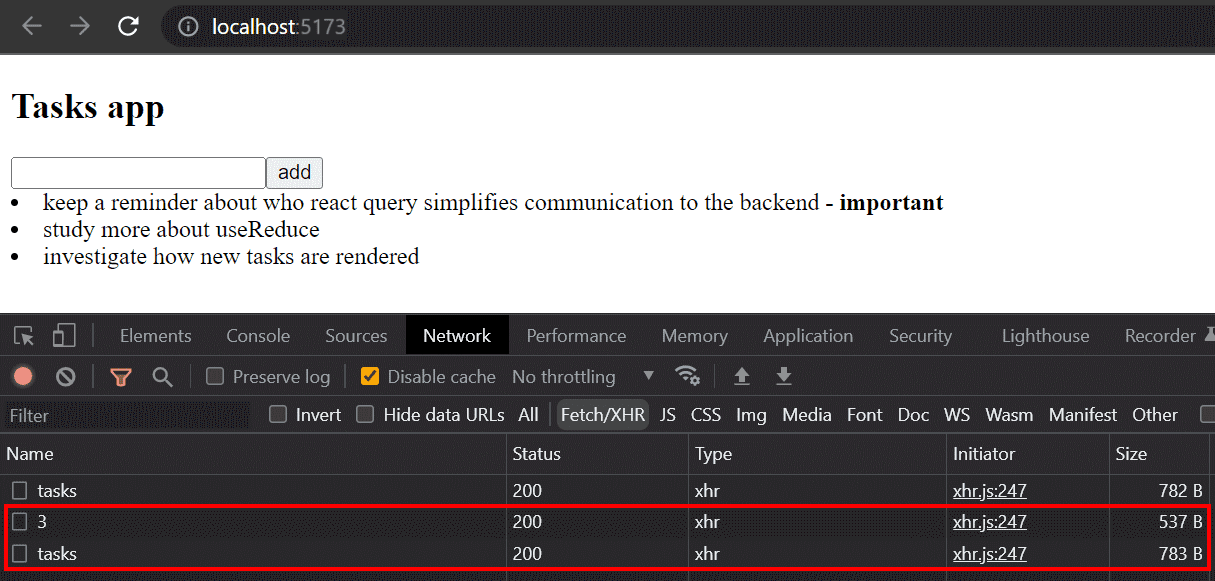 localhost:5173
Tasks app
add
keep a reminder about who react query simplifies communication to the backend - important
study more about useReduce
investigate how new tasks are rendered
Elements Console Sources Network Performance Memory Application Security Lighthouse Recorder
Preserve log Disable cache No throttling
Filter Invert Hide data URLs All Fetch/XHR JS CSS Img Media Font Doc WS Wasm Manifest Other
Name Status Type Initiator Size
tasks 200 xhr xhr.js:247 782 B
3 200 xhr xhr.js:247 537 B
tasks 200 xhr xhr.js:247 783 B